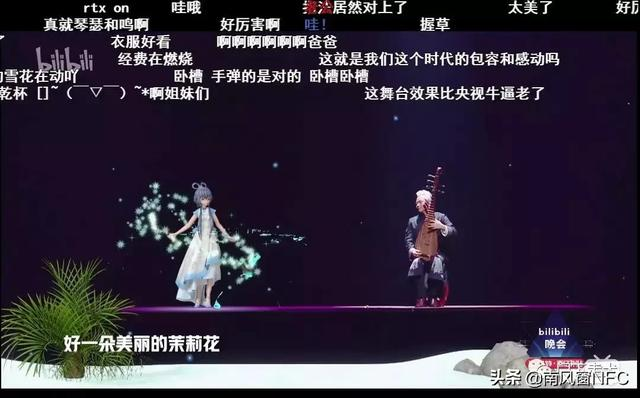 rtx on 哇哦 居然对上了 太美了 好厉
真就琴瑟和鸣啊 好厉害啊 哇！ 握草
bilibili
衣服好看 啊啊啊啊啊啊爸爸
经费在燃烧 这就是我们这个时代的包容和感动吗
雪花在动吖 卧槽 手弹的是对的 卧槽卧槽
乾杯 []~(￣▽￣)~*啊姐妹们 这舞台效果比央视牛逼老了
好一朵美丽的茉莉花
bilibili
晚会
头条 @南风窗NFC